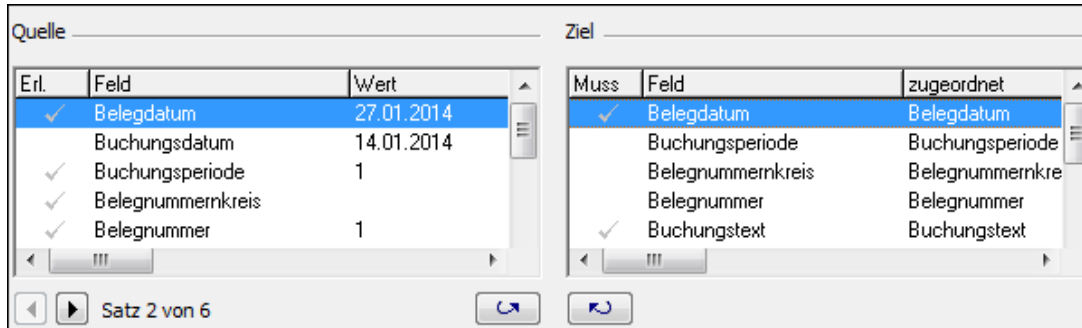 Quelle
Erl. Feld Wert
Belegdatum 27.01.2014
Buchungsdatum 14.01.2014
Buchungsperiode 1
Belegnummernkreis
Belegnummer 1
Satz 2 von 6
Ziel
Muss Feld zugeordnet
Belegdatum Belegdatum
Buchungsperiode Buchungsperiode
Belegnummernkreis Belegnummernkre
Belegnummer Belegnummer
Buchungstext Buchungstext